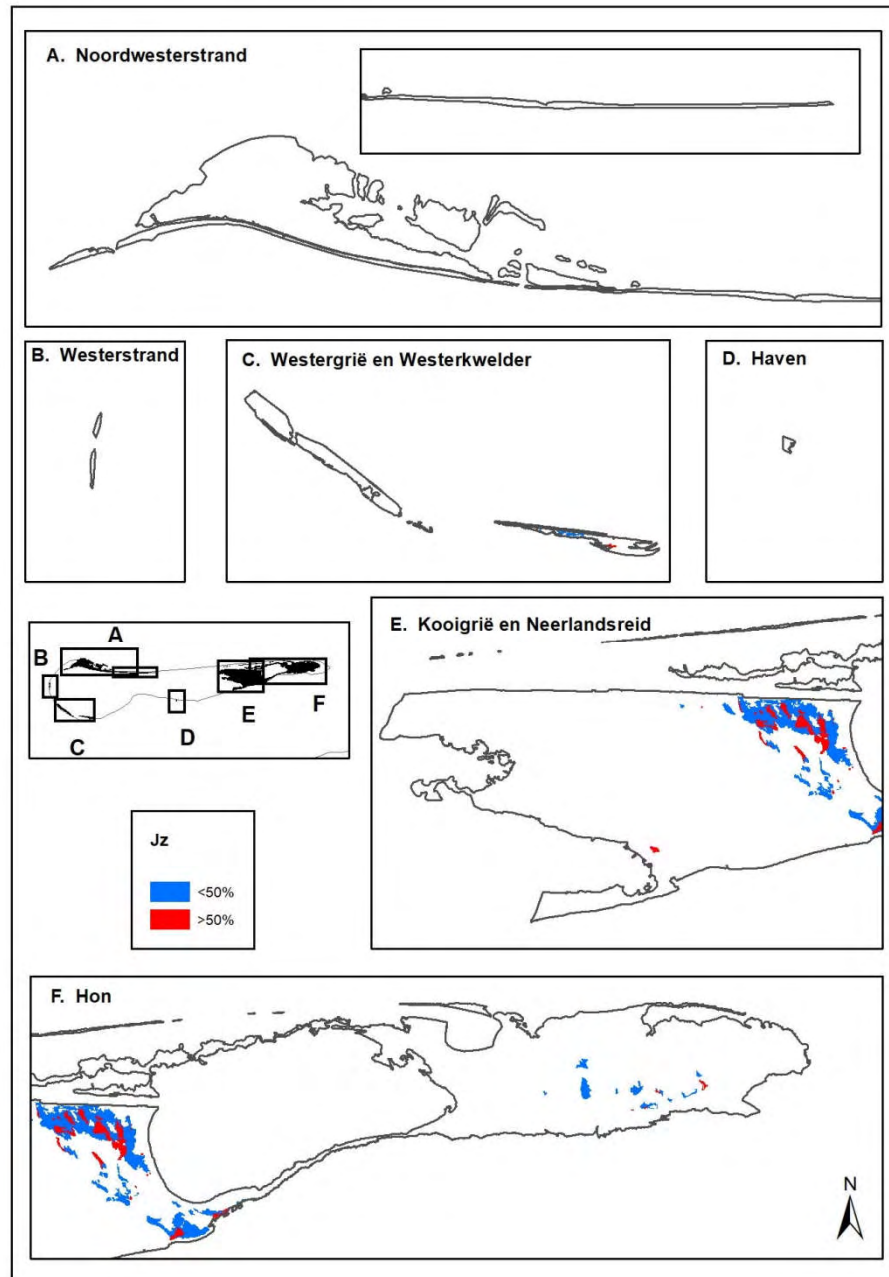 A. Noordwesterstrand
B. Westerstrand
C. Westergrië en Westerkwelder
D. Haven
A
B
C
D
E
F
E. Kooigrië en Neerlandsreid
Jz
<50%
>50%
F. Hon
N